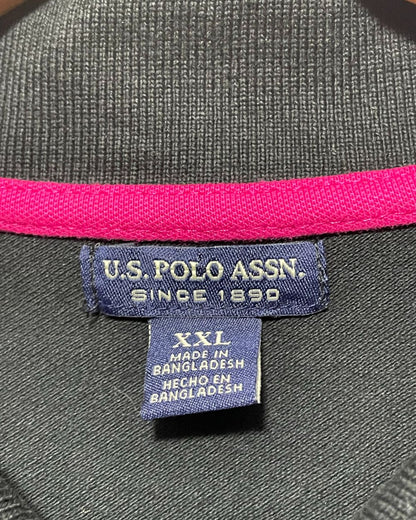 U.S. POLO ASSN.
SINCE 1890
XXL
MADE IN
BANGLADESH
HECHO EN
BANGLADESH